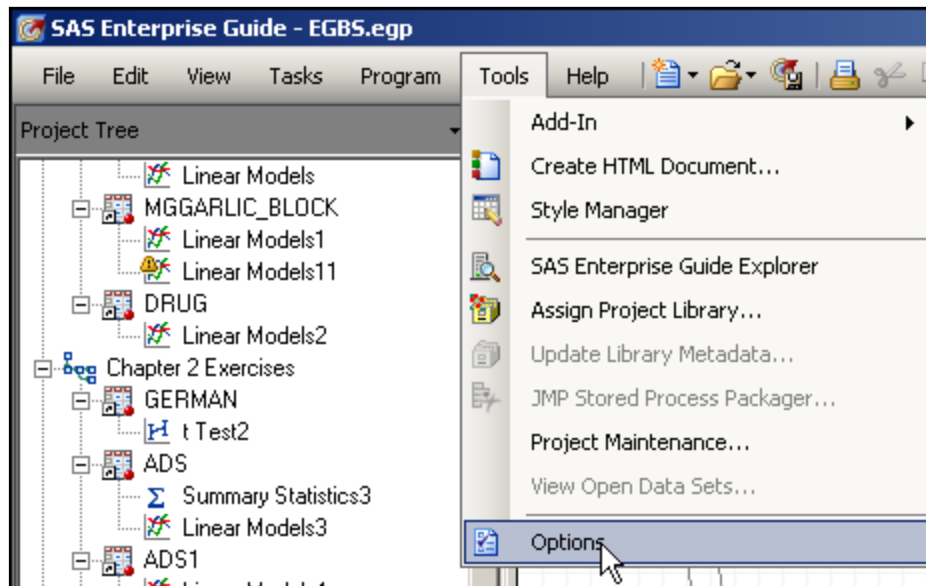 SAS Enterprise Guide - EGBS.egp
File Edit View Tasks Program Tools Help
Project Tree
Linear Models
MGGARLIC_BLOCK
Linear Models1
Linear Models11
DRUG
Linear Models2
Chapter 2 Exercises
GERMAN
t Test2
ADS
Summary Statistics3
Linear Models3
ADS1
Add-In
Create HTML Document...
Style Manager
SAS Enterprise Guide Explorer
Assign Project Library...
Update Library Metadata...
JMP Stored Process Packager...
Project Maintenance...
View Open Data Sets...
Options